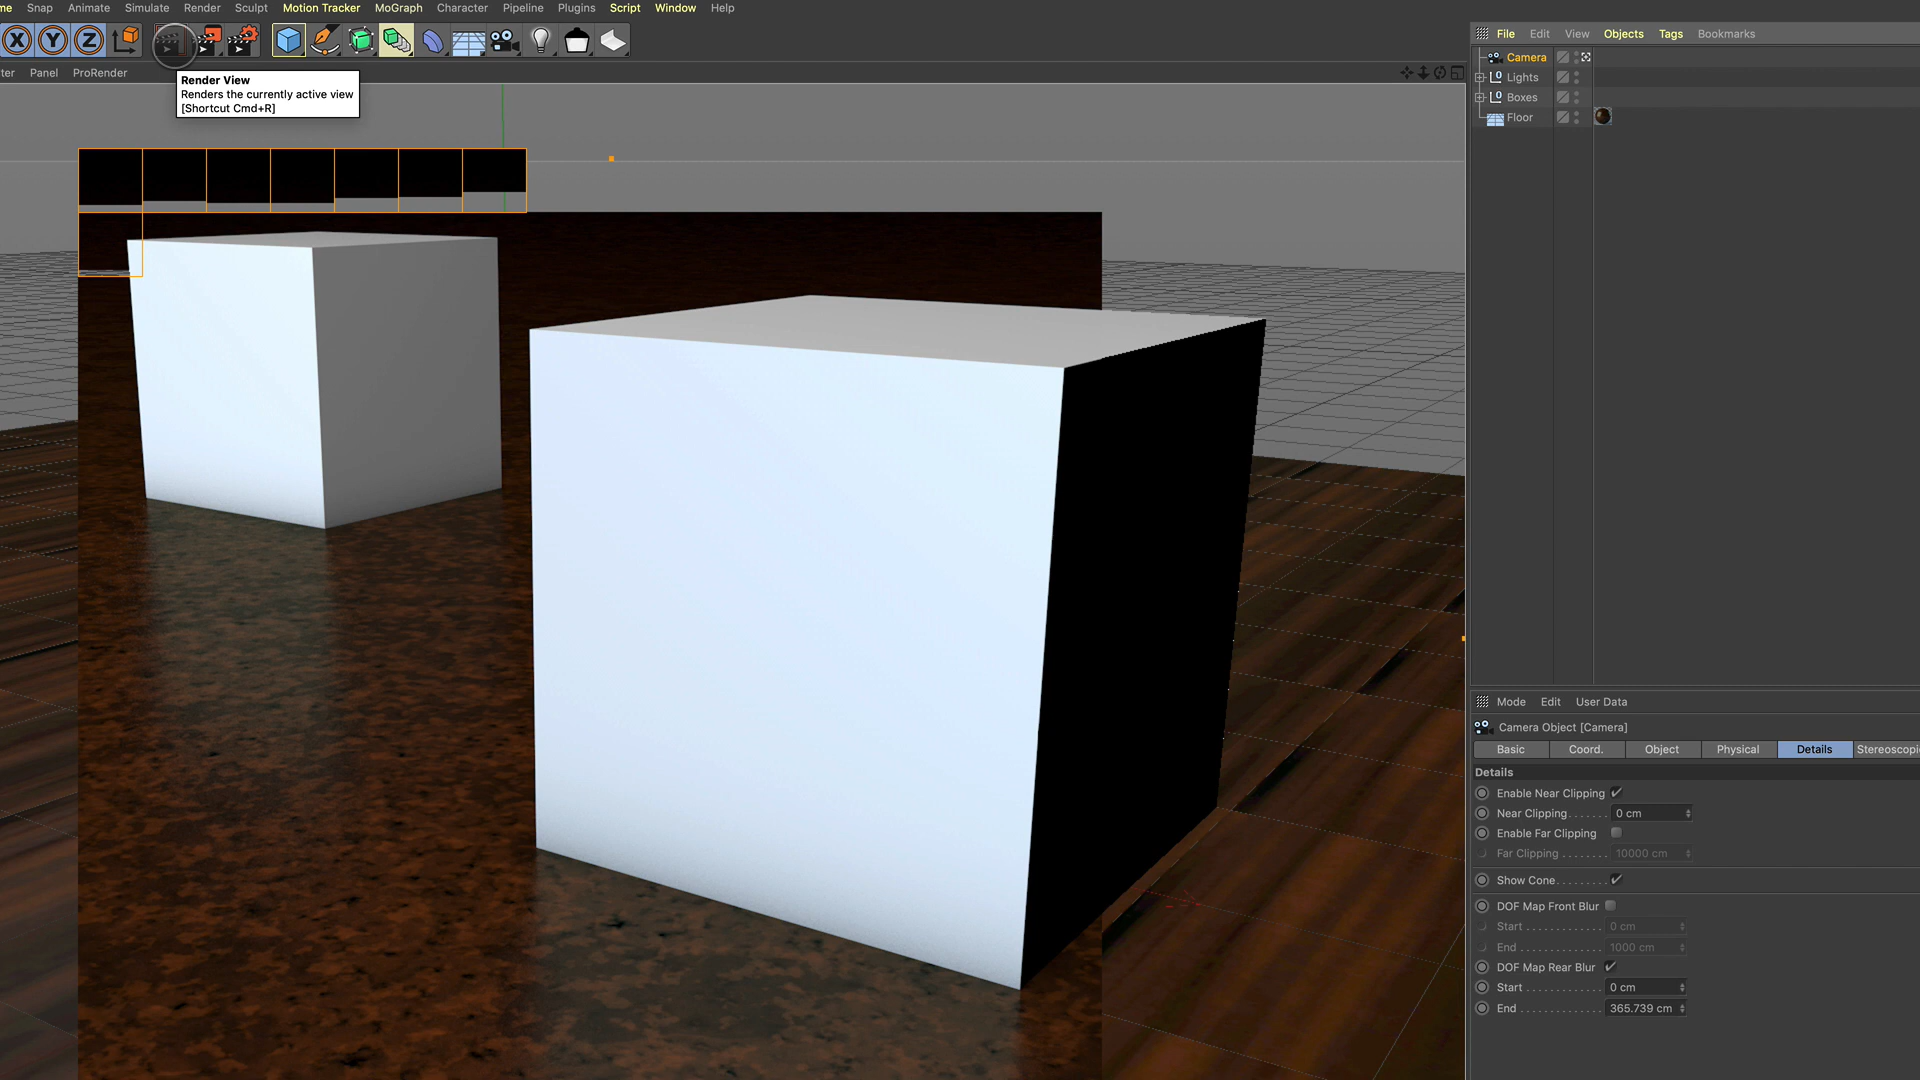 me Snap Animate Simulate Render Sculpt Motion Tracker MoGraph Character Pipeline Plugins Script Window Help
X Y Z
File Edit View Objects Tags Bookmarks
ter Panel ProRender
Render View
Renders the currently active view
[Shortcut Cmd+R]
Camera
Lights
Boxes
Floor
Mode Edit User Data
Camera Object [Camera]
Basic Coord. Object Physical Details Stereoscopi
Details
Enable Near Clipping
Near Clipping 0 cm
Enable Far Clipping
Far Clipping 10000 cm
Show Cone
DOF Map Front Blur
Start 0 cm
End 1000 cm
DOF Map Rear Blur
Start 0 cm
End 365.739 cm